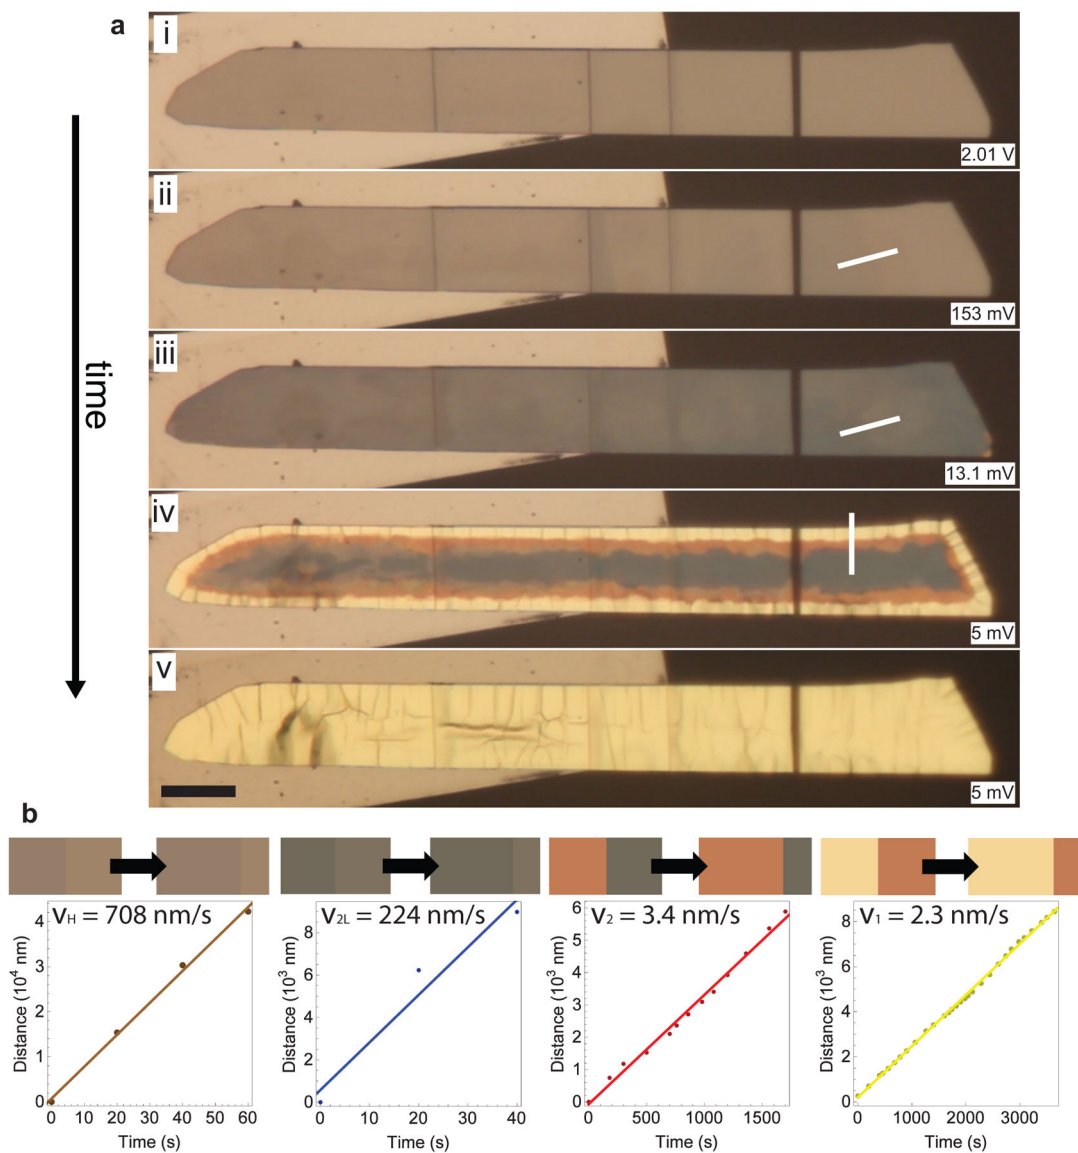 a
i
2.01 V
ii
153 mV
iii
13.1 mV
iv
5 mV
v
5 mV
time
b
vH = 708 nm/s
Distance (10⁴ nm)
4
3
2
1
0
0 20 40 60
Time (s)
v2L = 224 nm/s
Distance (10³ nm)
8
6
4
2
0
0 10 20 30 40
Time (s)
v2 = 3.4 nm/s
Distance (10³ nm)
6
5
4
3
2
1
0
0 500 1000 1500
Time (s)
v1 = 2.3 nm/s
Distance (10³ nm)
8
6
4
2
0
0 1000 2000 3000
Time (s)